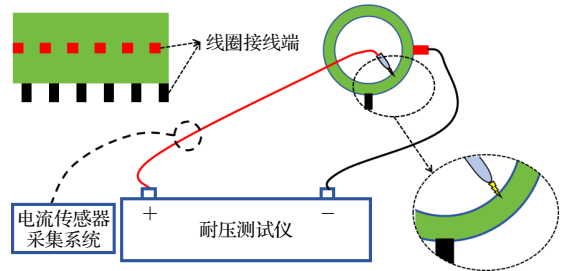 线圈接线端
电流传感器
采集系统
+
−
耐压测试仪